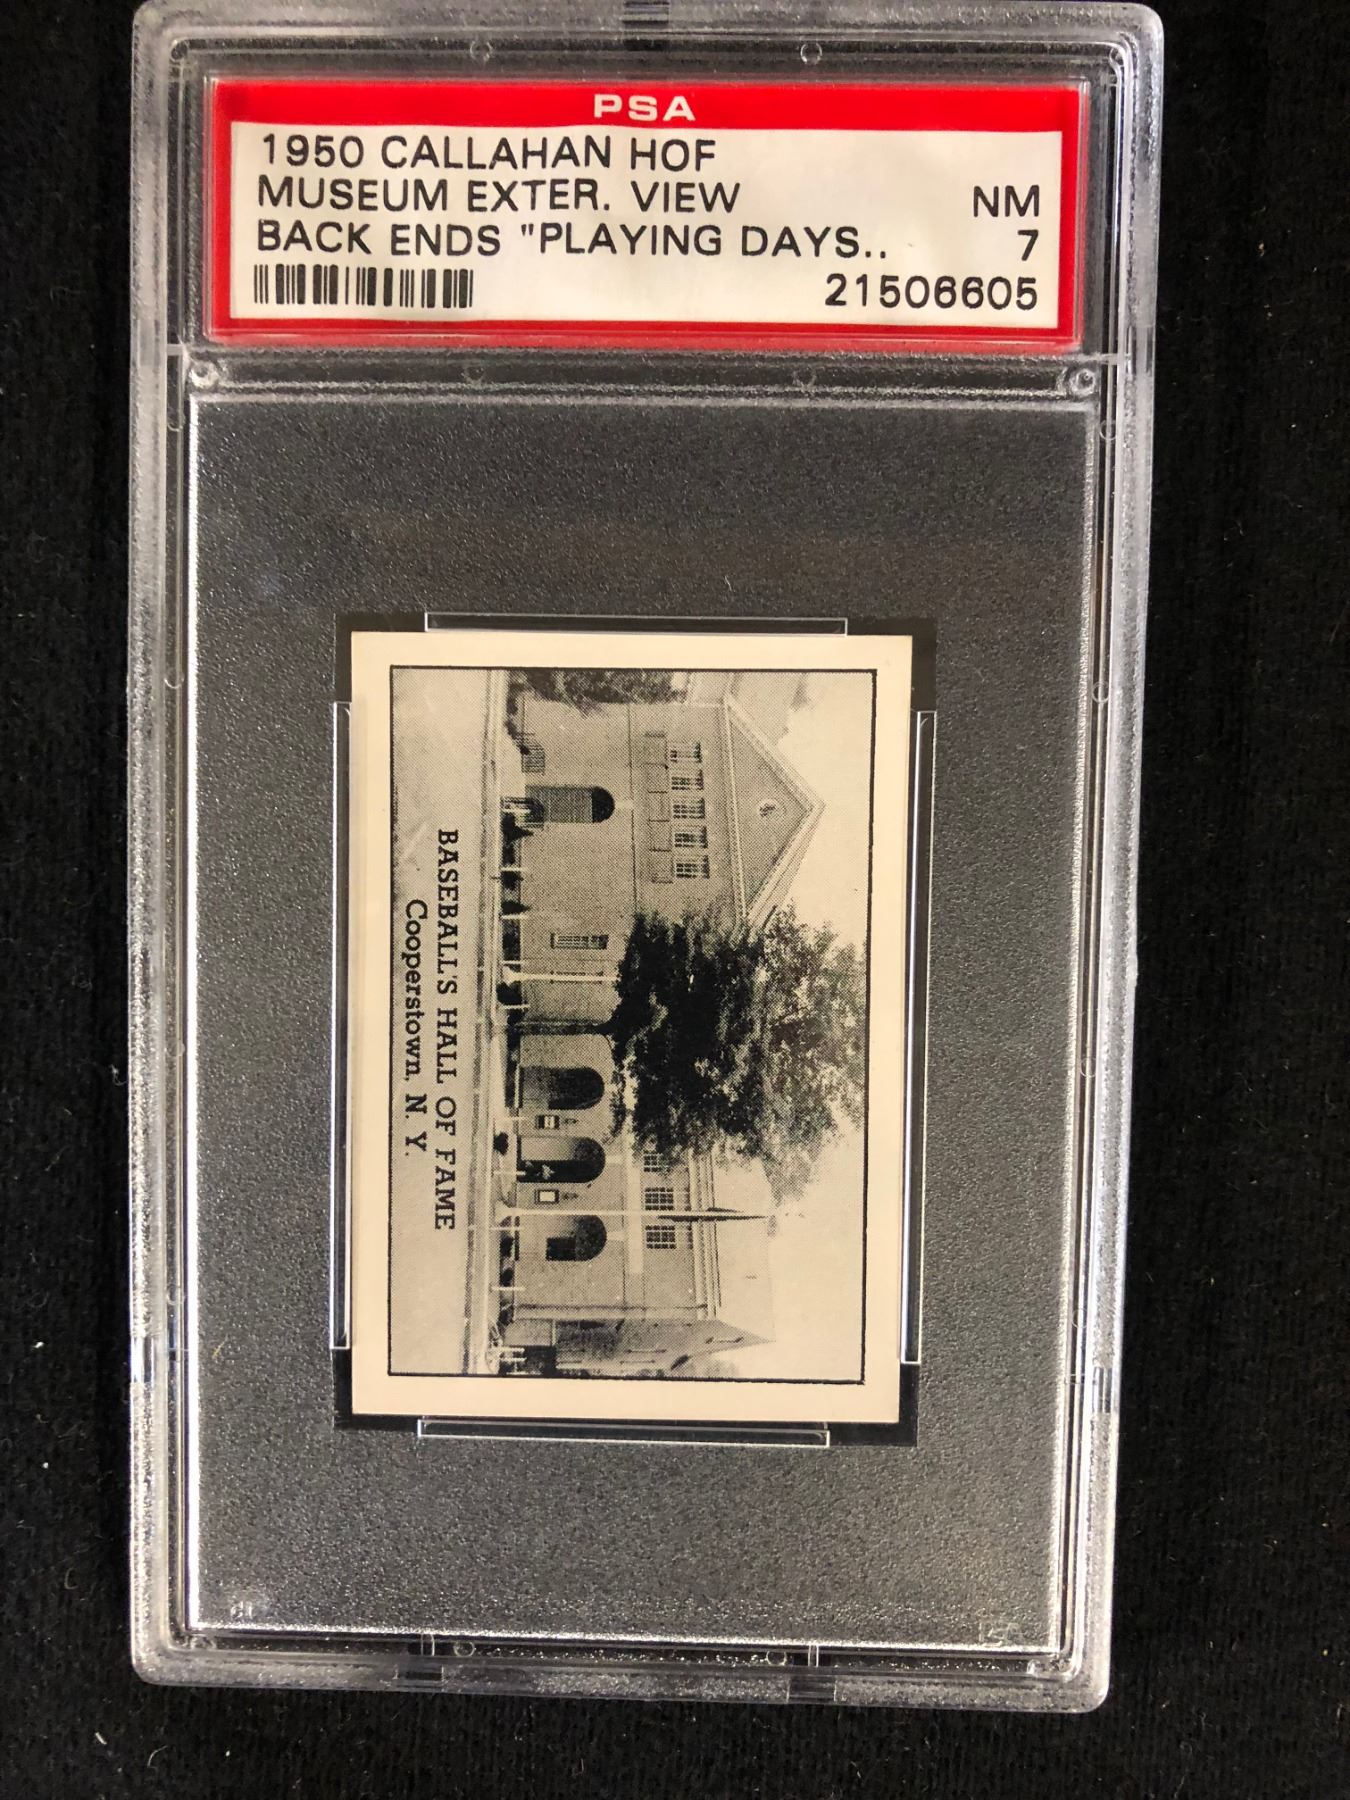 PSA
1950 CALLAHAN HOF
MUSEUM EXTER. VIEW NM
BACK ENDS "PLAYING DAYS.. 7
21506605
BASEBALL'S HALL OF FAME
Cooperstown, N. Y.